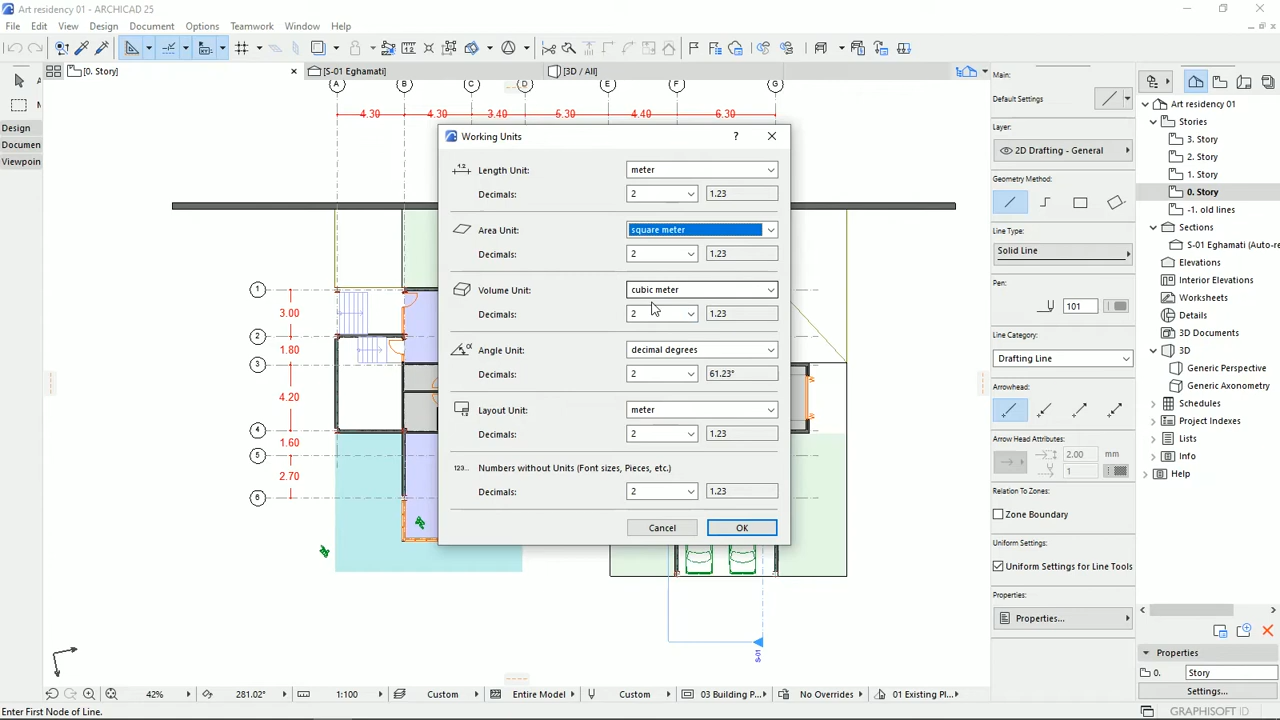 Art residency 01 - ARCHICAD 25
File Edit View Design Document Options Teamwork Window Help
[0. Story]
[S-01 Eghamati]
[3D / All]
Design
Documen
Viewpoin
A B C D E F G
4.30 4.30 3.40 5.30 4.40 6.30
1
3.00
2
1.80
3
4.20
4
1.60
5
2.70
6
S-01
Working Units
?
Length Unit: meter
Decimals: 2 1.23
Area Unit: square meter
Decimals: 2 1.23
Volume Unit: cubic meter
Decimals: 2 1.23
Angle Unit: decimal degrees
Decimals: 2 61.23°
Layout Unit: meter
Decimals: 2 1.23
Numbers without Units (Font sizes, Pieces, etc.)
Decimals: 2 1.23
Cancel OK
Main:
Default Settings
Layer:
2D Drafting - General
Geometry Method:
Line Type:
Solid Line
Pen:
101
Line Category:
Drafting Line
Arrowhead:
Arrow Head Attributes:
2.00 mm
1
Relation To Zones:
Zone Boundary
Uniform Settings:
Uniform Settings for Line Tools
Properties:
Properties...
Art residency 01
Stories
3. Story
2. Story
1. Story
0. Story
-1. old lines
Sections
S-01 Eghamati (Auto-r
Elevations
Interior Elevations
Worksheets
Details
3D Documents
3D
Generic Perspective
Generic Axonometry
Schedules
Project Indexes
Lists
Info
Help
Properties
0. Story
Settings...
42% 281.02° 1:100 Custom Entire Model Custom 03 Building P... No Overrides 01 Existing Pl...
Enter First Node of Line.
GRAPHISOFT ID